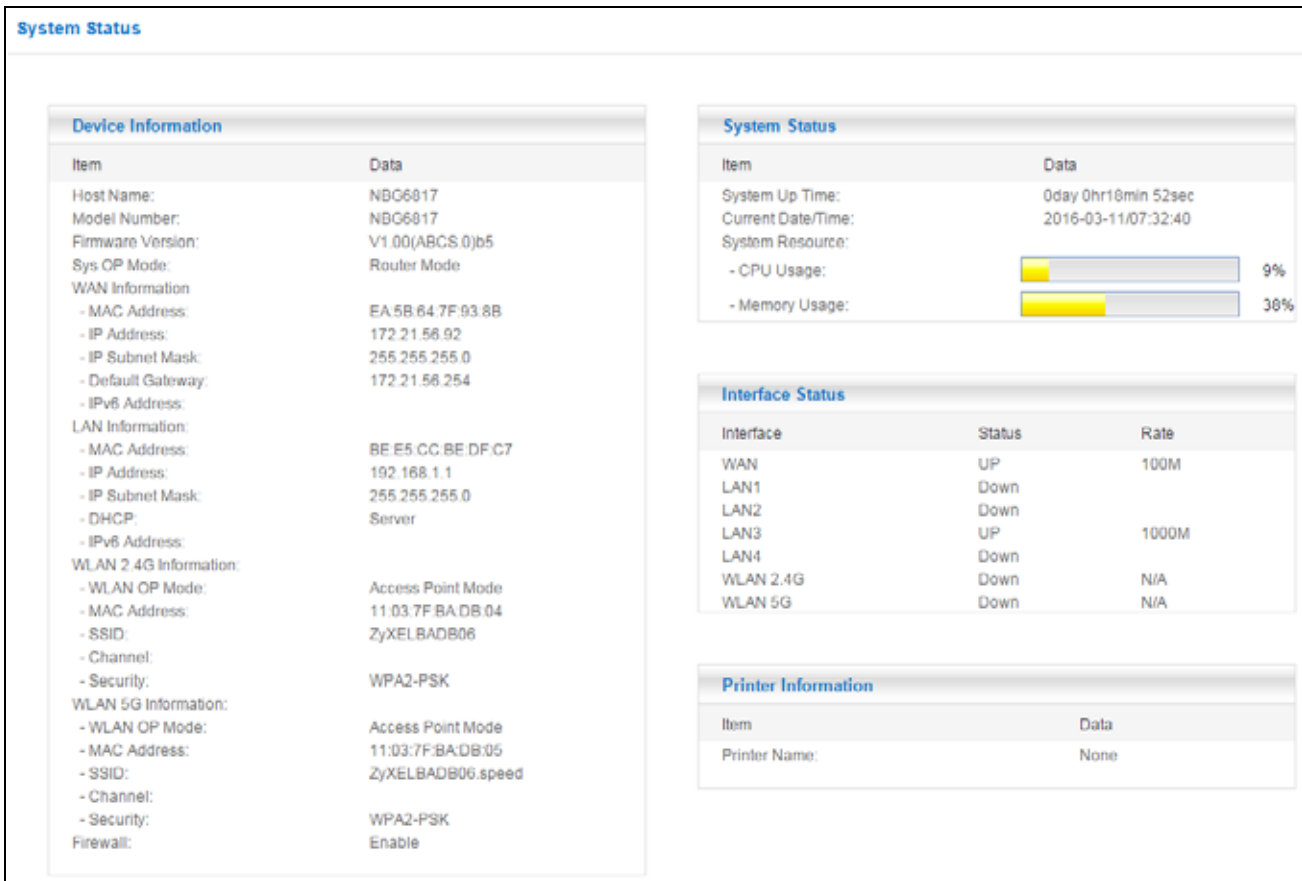 System Status
Device Information
Item Data
Host Name: NBG6817
Model Number: NBG6817
Firmware Version: V1.00(ABCS.0)b5
Sys OP Mode: Router Mode
WAN Information
- MAC Address: EA:5B:64:7F:93:8B
- IP Address: 172.21.56.92
- IP Subnet Mask: 255.255.255.0
- Default Gateway: 172.21.56.254
- IPv6 Address:
LAN Information:
- MAC Address: BE:E5:CC:BE:DF:C7
- IP Address: 192.168.1.1
- IP Subnet Mask: 255.255.255.0
- DHCP: Server
- IPv6 Address:
WLAN 2.4G Information:
- WLAN OP Mode: Access Point Mode
- MAC Address: 11:03:7F:BA:DB:04
- SSID: ZyXELBADB06
- Channel:
- Security: WPA2-PSK
WLAN 5G Information:
- WLAN OP Mode: Access Point Mode
- MAC Address: 11:03:7F:BA:DB:05
- SSID: ZyXELBADB06.speed
- Channel:
- Security: WPA2-PSK
Firewall: Enable
System Status
Item Data
System Up Time: 0day 0hr18min 52sec
Current Date/Time: 2016-03-11/07:32:40
System Resource:
- CPU Usage: 9%
- Memory Usage: 38%
Interface Status
Interface Status Rate
WAN UP 100M
LAN1 Down
LAN2 Down
LAN3 UP 1000M
LAN4 Down
WLAN 2.4G Down N/A
WLAN 5G Down N/A
Printer Information
Item Data
Printer Name: None